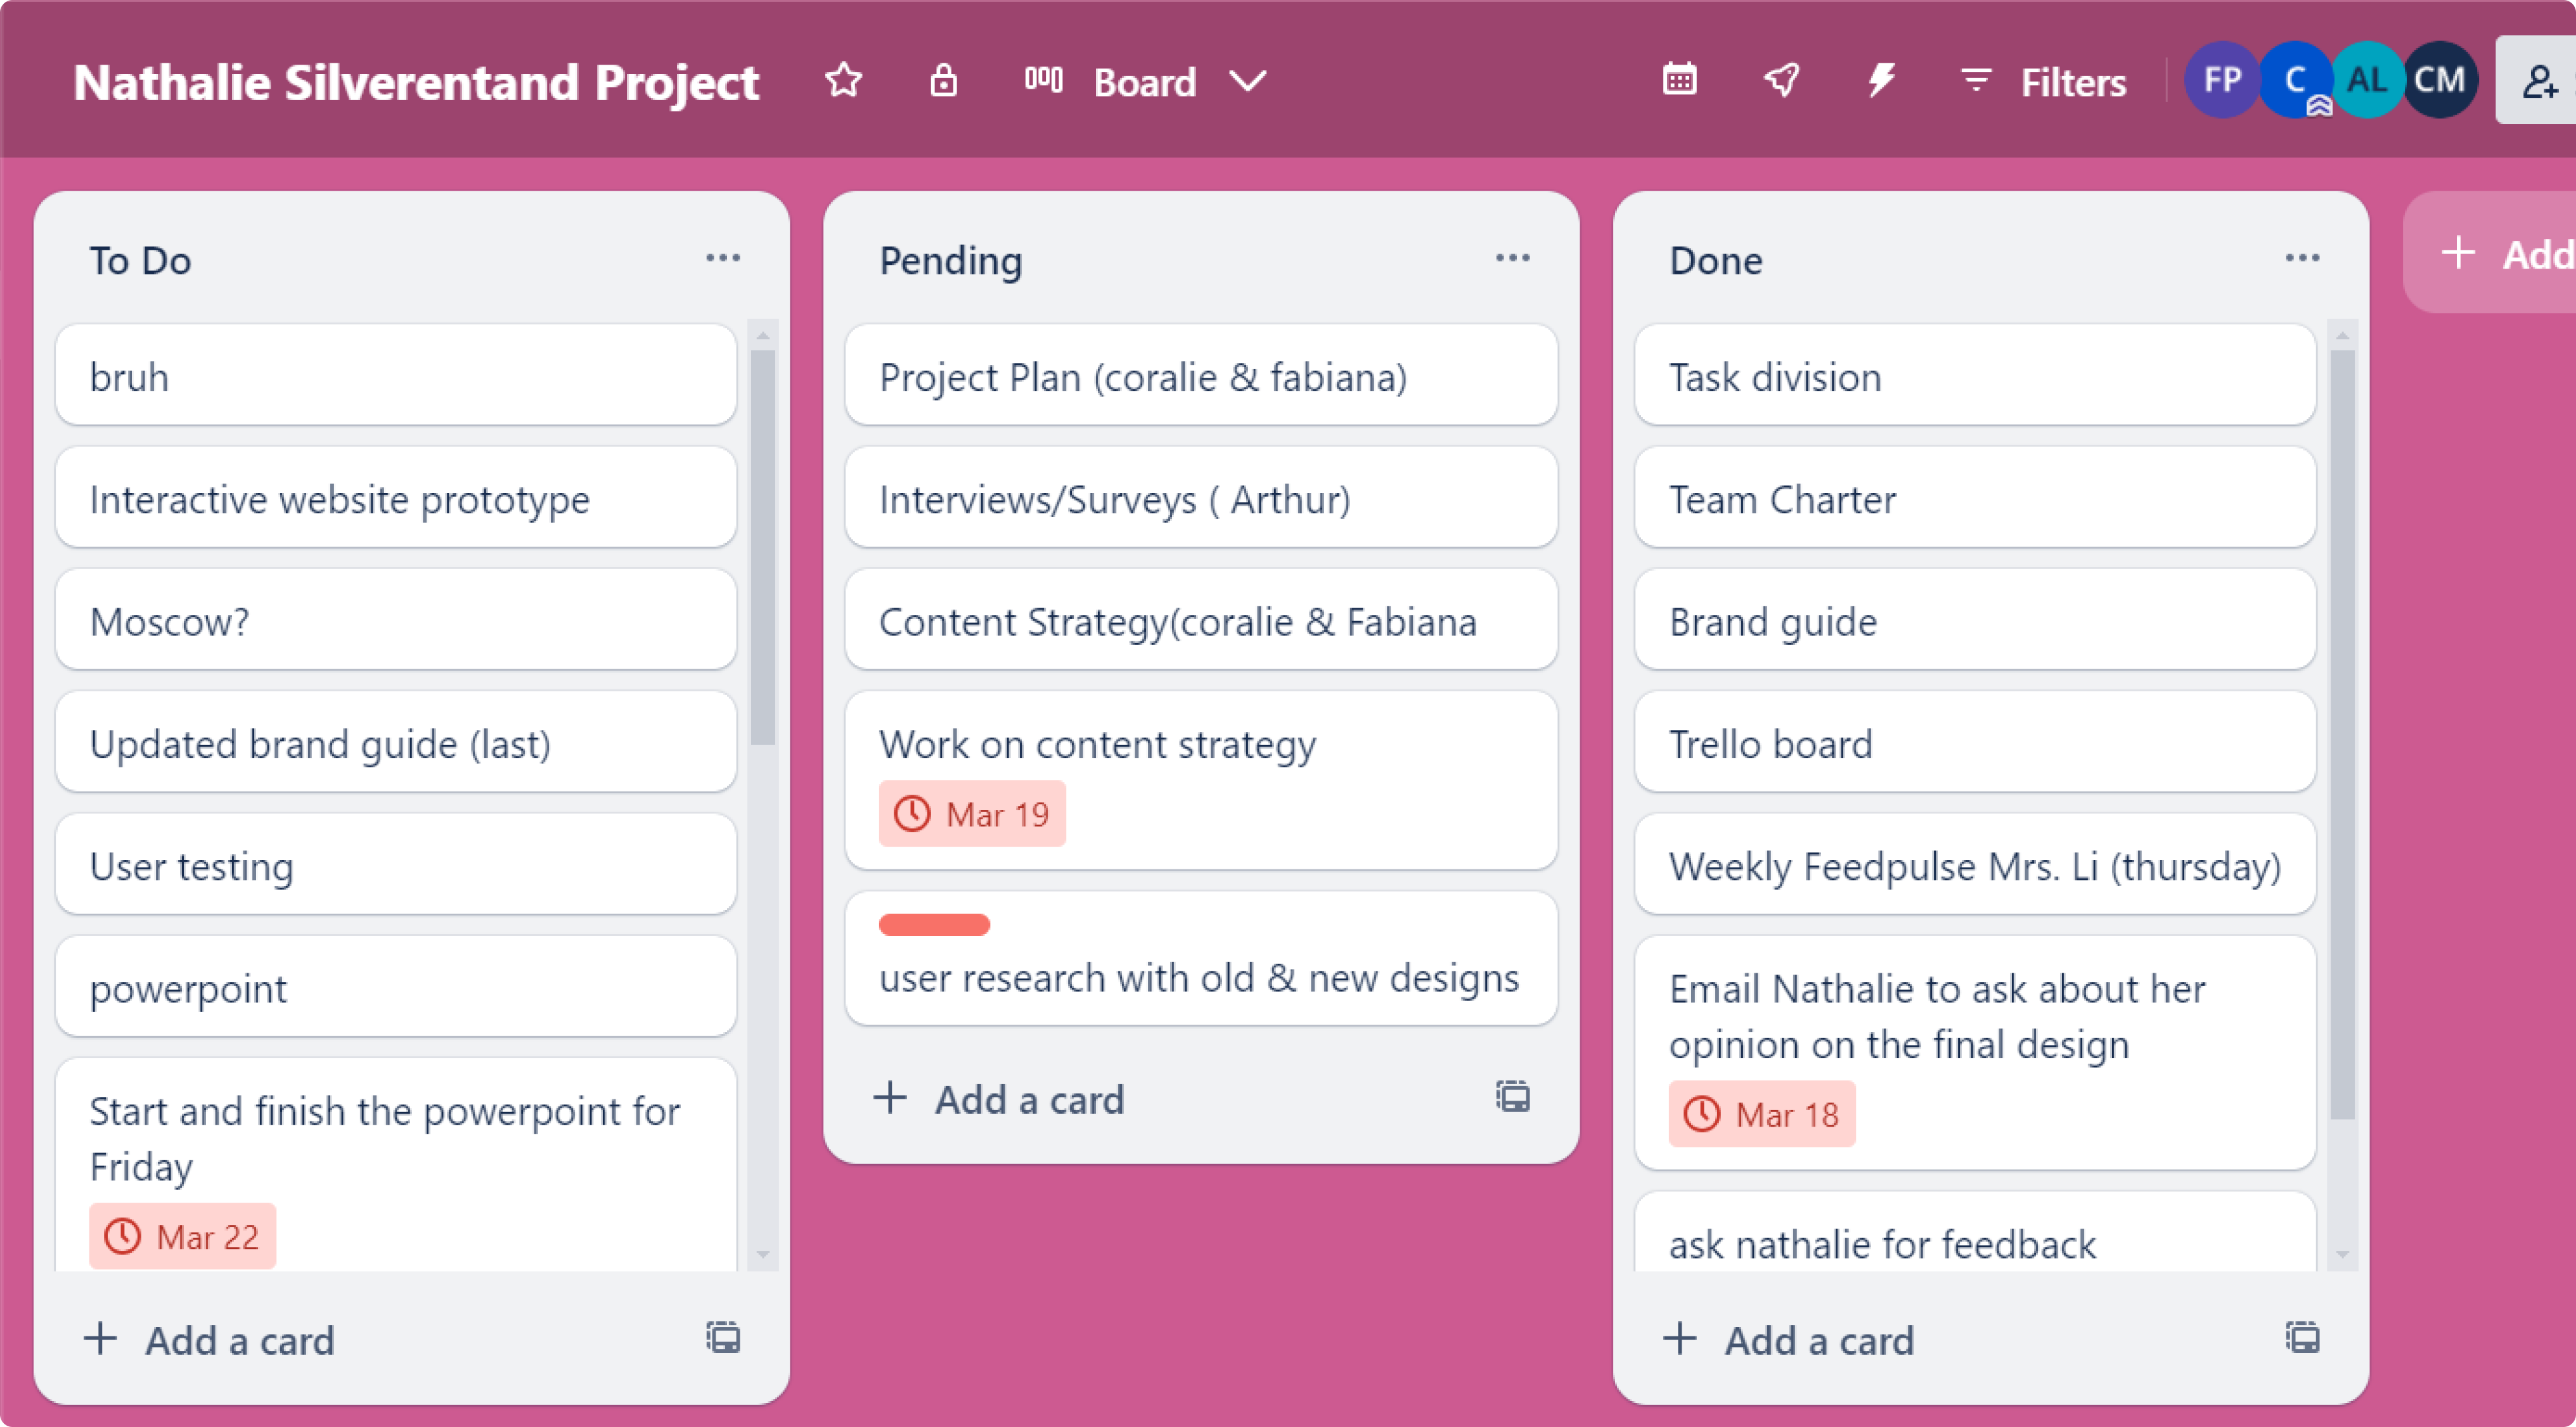 Nathalie Silverentand Project
Board
Filters
FP
C
AL
CM
To Do
bruh
Interactive website prototype
Moscow?
Updated brand guide (last)
User testing
powerpoint
Start and finish the powerpoint for
Friday
Mar 22
+ Add a card
Pending
Project Plan (coralie & fabiana)
Interviews/Surveys ( Arthur)
Content Strategy(coralie & Fabiana
Work on content strategy
Mar 19
user research with old & new designs
+ Add a card
Done
Task division
Team Charter
Brand guide
Trello board
Weekly Feedpulse Mrs. Li (thursday)
Email Nathalie to ask about her
opinion on the final design
Mar 18
ask nathalie for feedback
+ Add a card
+ Add